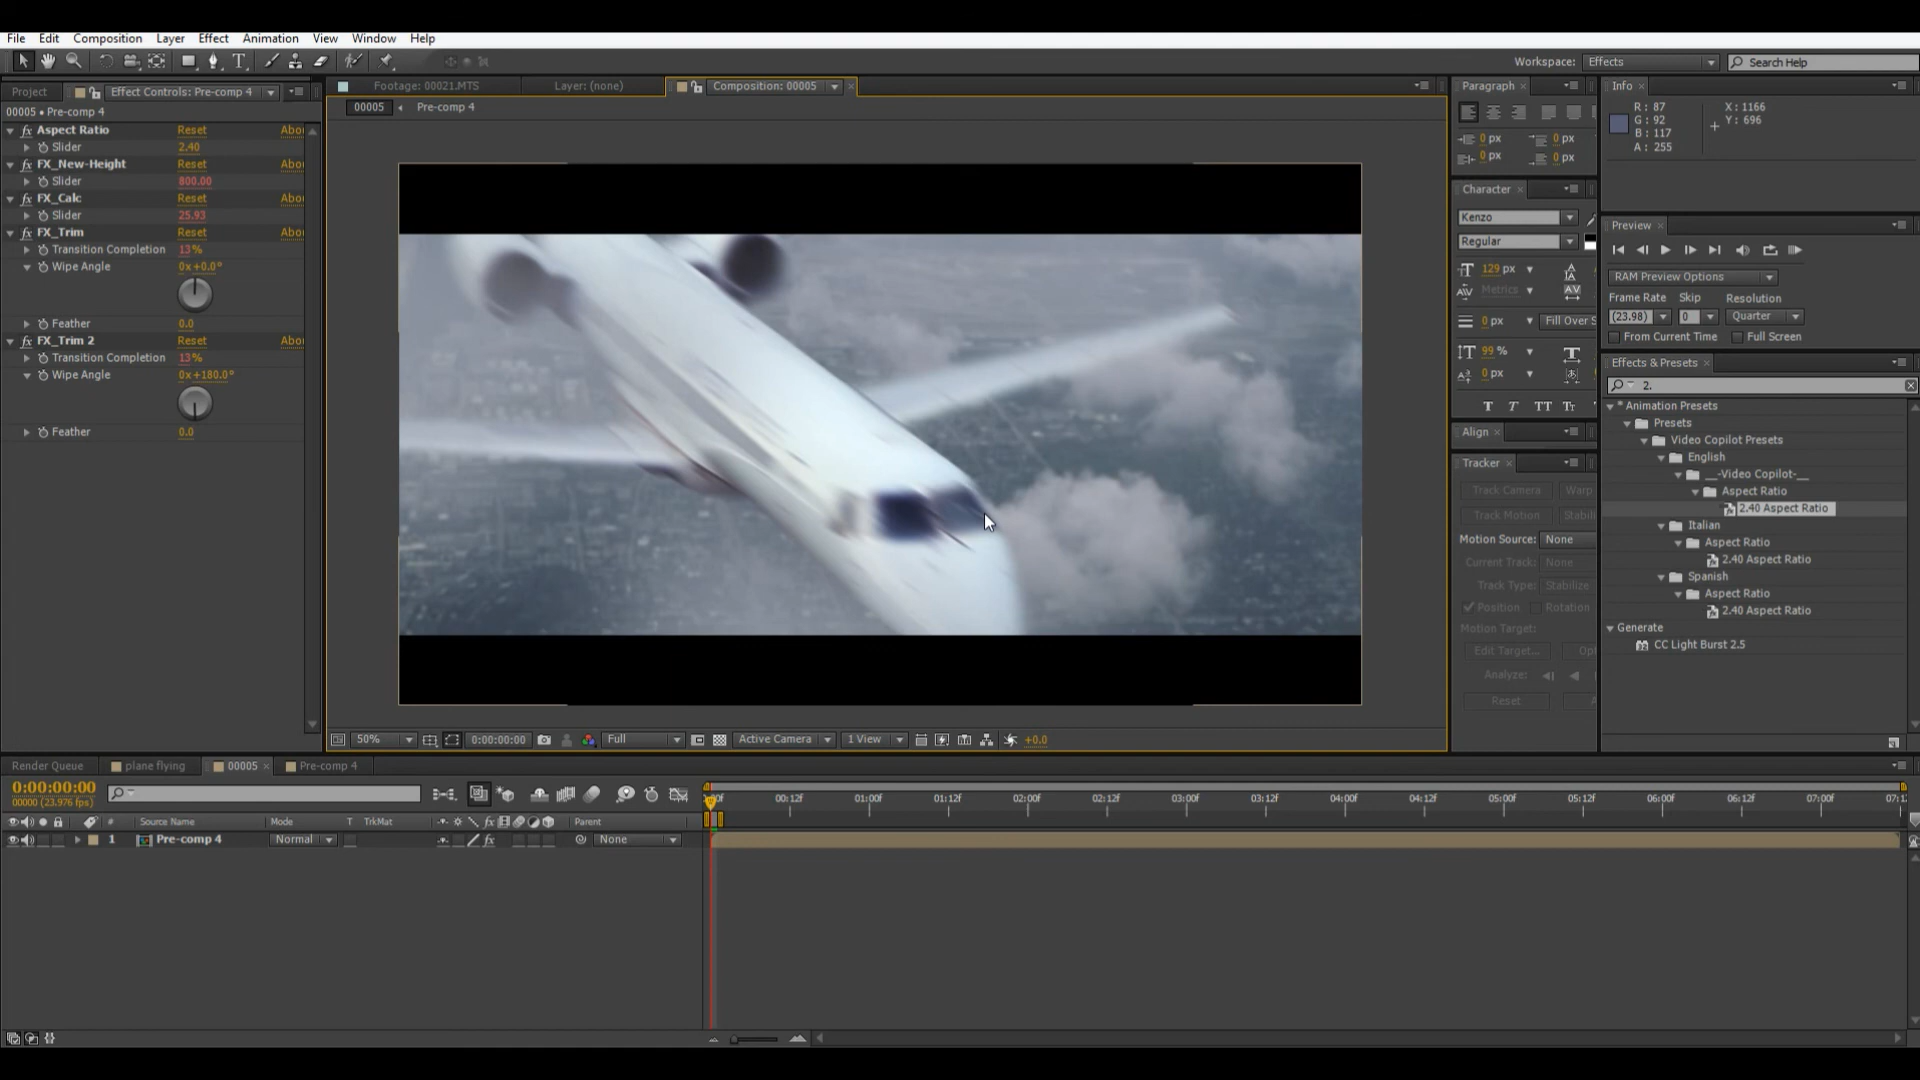 File Edit Composition Layer Effect Animation View Window Help
Workspace: Effects Search Help
Project Effect Controls: Pre-comp 4
00005 • Pre-comp 4
Aspect Ratio Reset Abou
Slider 2.40
FX_New-Height Reset Abou
Slider 800.00
FX_Calc Reset Abou
Slider 25.93
FX_Trim Reset Abou
Transition Completion 13%
Wipe Angle 0x+0.0°
Feather 0.0
FX_Trim 2 Reset Abou
Transition Completion 13%
Wipe Angle 0x+180.0°
Feather 0.0
Footage: 00021.MTS Layer: (none) Composition: 00005
00005 Pre-comp 4
50% 0:00:00:00 Full Active Camera 1 View +0.0
Paragraph
0 px 0 px
0 px 0 px
Character
Kenzo
Regular
129 px
Metrics
0 px Fill Over S
99 %
0 px
T T TT Tr
Align
Tracker
Track Camera Warp
Track Motion Stabili
Motion Source: None
Current Track: None
Track Type: Stabilize
Position Rotation
Motion Target:
Edit Target... Opt
Analyze:
Reset A
Info
R: 87
G: 92
B: 117
A: 255
X: 1166
Y: 696
Preview
RAM Preview Options
Frame Rate Skip Resolution
(23.98) 0 Quarter
From Current Time Full Screen
Effects & Presets
2.
* Animation Presets
Presets
Video Copilot Presets
English
__-Video Copilot-__
Aspect Ratio
2.40 Aspect Ratio
Italian
Aspect Ratio
2.40 Aspect Ratio
Spanish
Aspect Ratio
2.40 Aspect Ratio
Generate
CC Light Burst 2.5
Render Queue plane flying 00005 Pre-comp 4
0:00:00:00
00000 (23.976 fps)
# Source Name Mode T TrkMat Parent
1 Pre-comp 4 Normal None
00:12f 01:00f 01:12f 02:00f 02:12f 03:00f 03:12f 04:00f 04:12f 05:00f 05:12f 06:00f 06:12f 07:00f